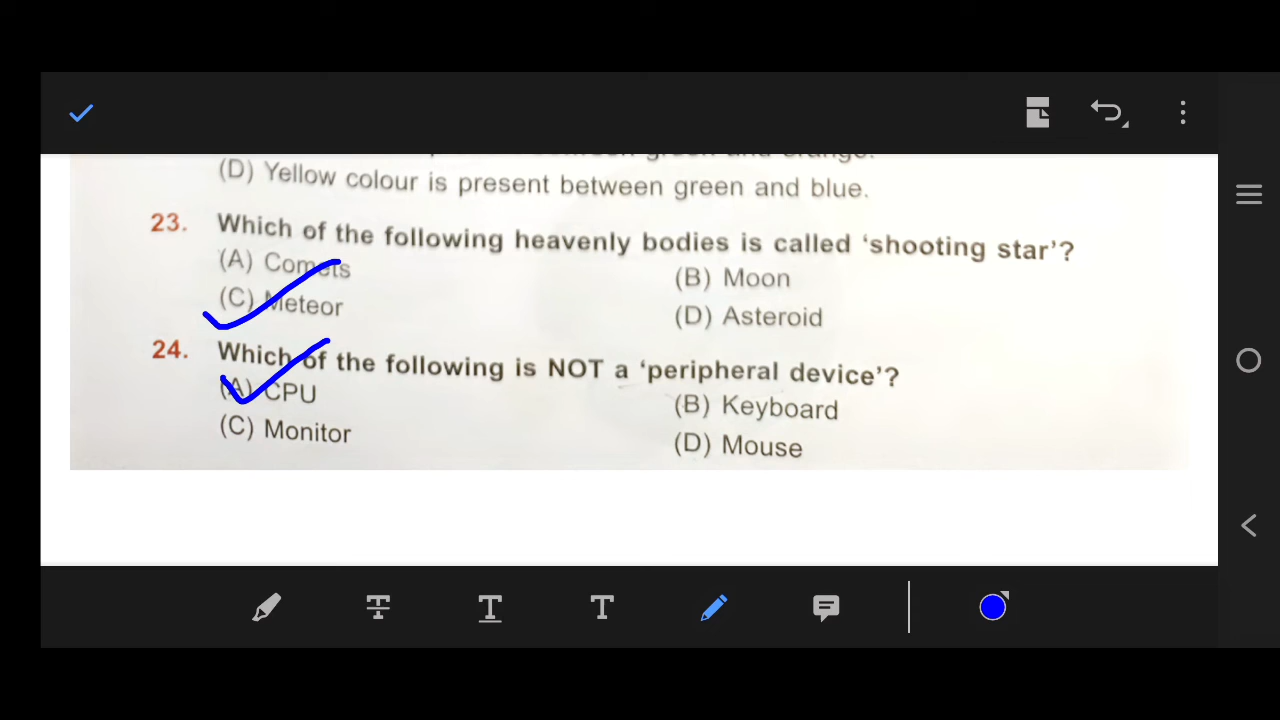 (D) Yellow colour is present between green and blue.
23. Which of the following heavenly bodies is called ‘shooting star’?
(A) Comets
(B) Moon
(C) Meteor
(D) Asteroid
24. Which of the following is NOT a ‘peripheral device’?
(A) CPU
(B) Keyboard
(C) Monitor
(D) Mouse